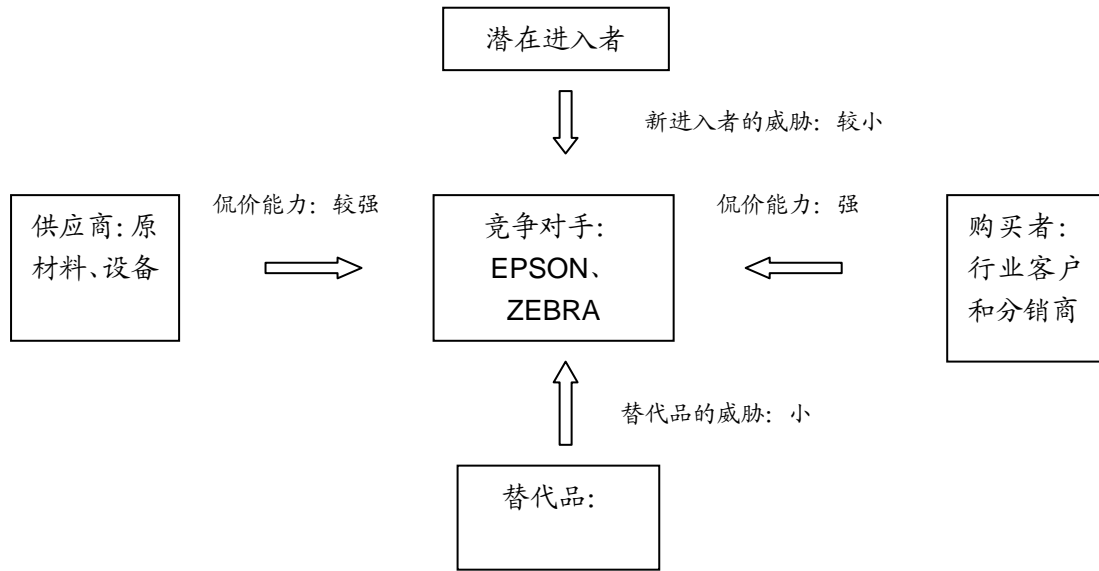 潜在进入者
新进入者的威胁：较小
侃价能力：较强
侃价能力：强
供应商：原
材料、设备
竞争对手：
EPSON、
ZEBRA
购买者：
行业客户
和分销商
替代品的威胁：小
替代品：